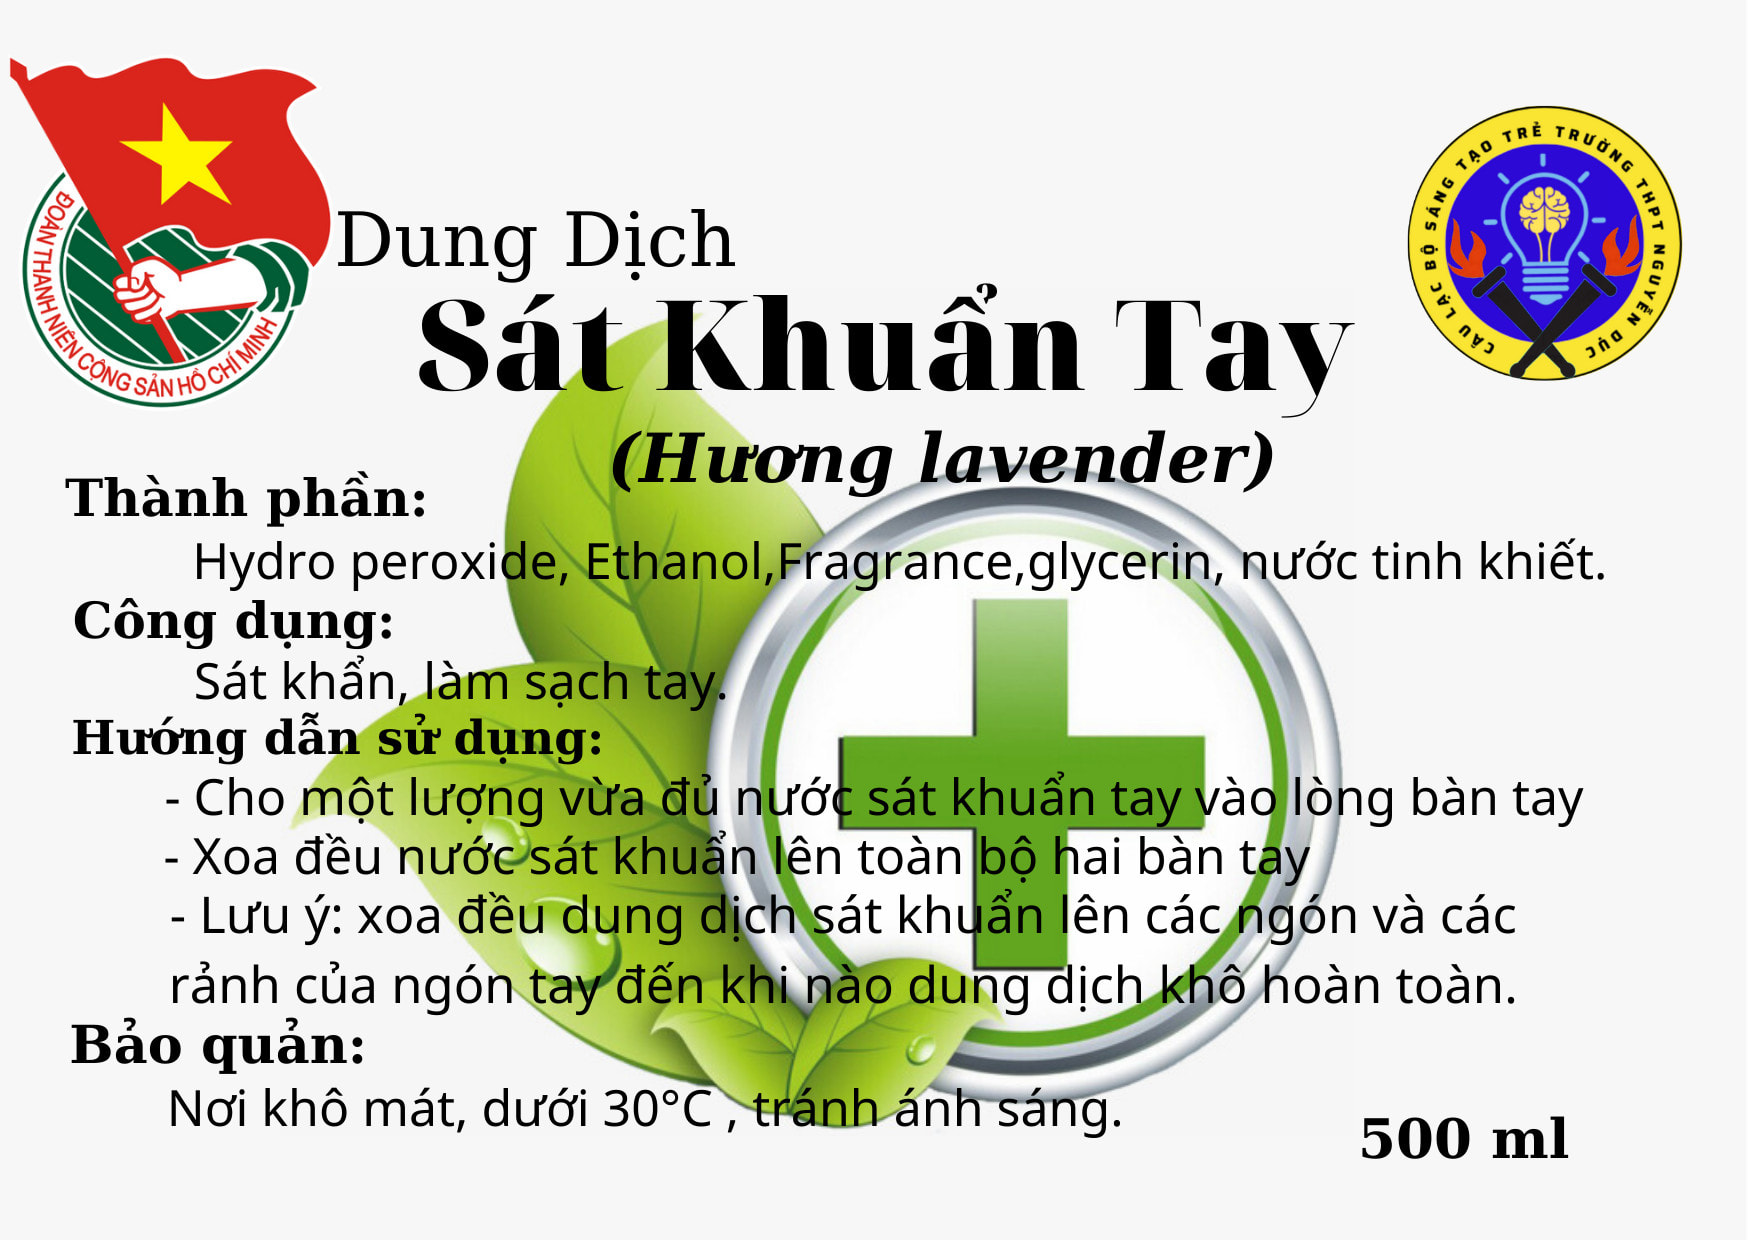 ĐOÀN THANH NIÊN CỘNG SẢN HỒ CHÍ MINH
CÂU LẠC BỘ SÁNG TẠO TRẺ TRƯỜNG THPT NGUYỄN DỤC
Dung Dịch
Sát Khuẩn Tay
(Hương lavender)
Thành phần:
Hydro peroxide, Ethanol,Fragrance,glycerin, nước tinh khiết.
Công dụng:
Sát khẩn, làm sạch tay.
Hướng dẫn sử dụng:
- Cho một lượng vừa đủ nước sát khuẩn tay vào lòng bàn tay
- Xoa đều nước sát khuẩn lên toàn bộ hai bàn tay
- Lưu ý: xoa đều dung dịch sát khuẩn lên các ngón và các
rảnh của ngón tay đến khi nào dung dịch khô hoàn toàn.
Bảo quản:
Nơi khô mát, dưới 30°C , tránh ánh sáng.
500 ml